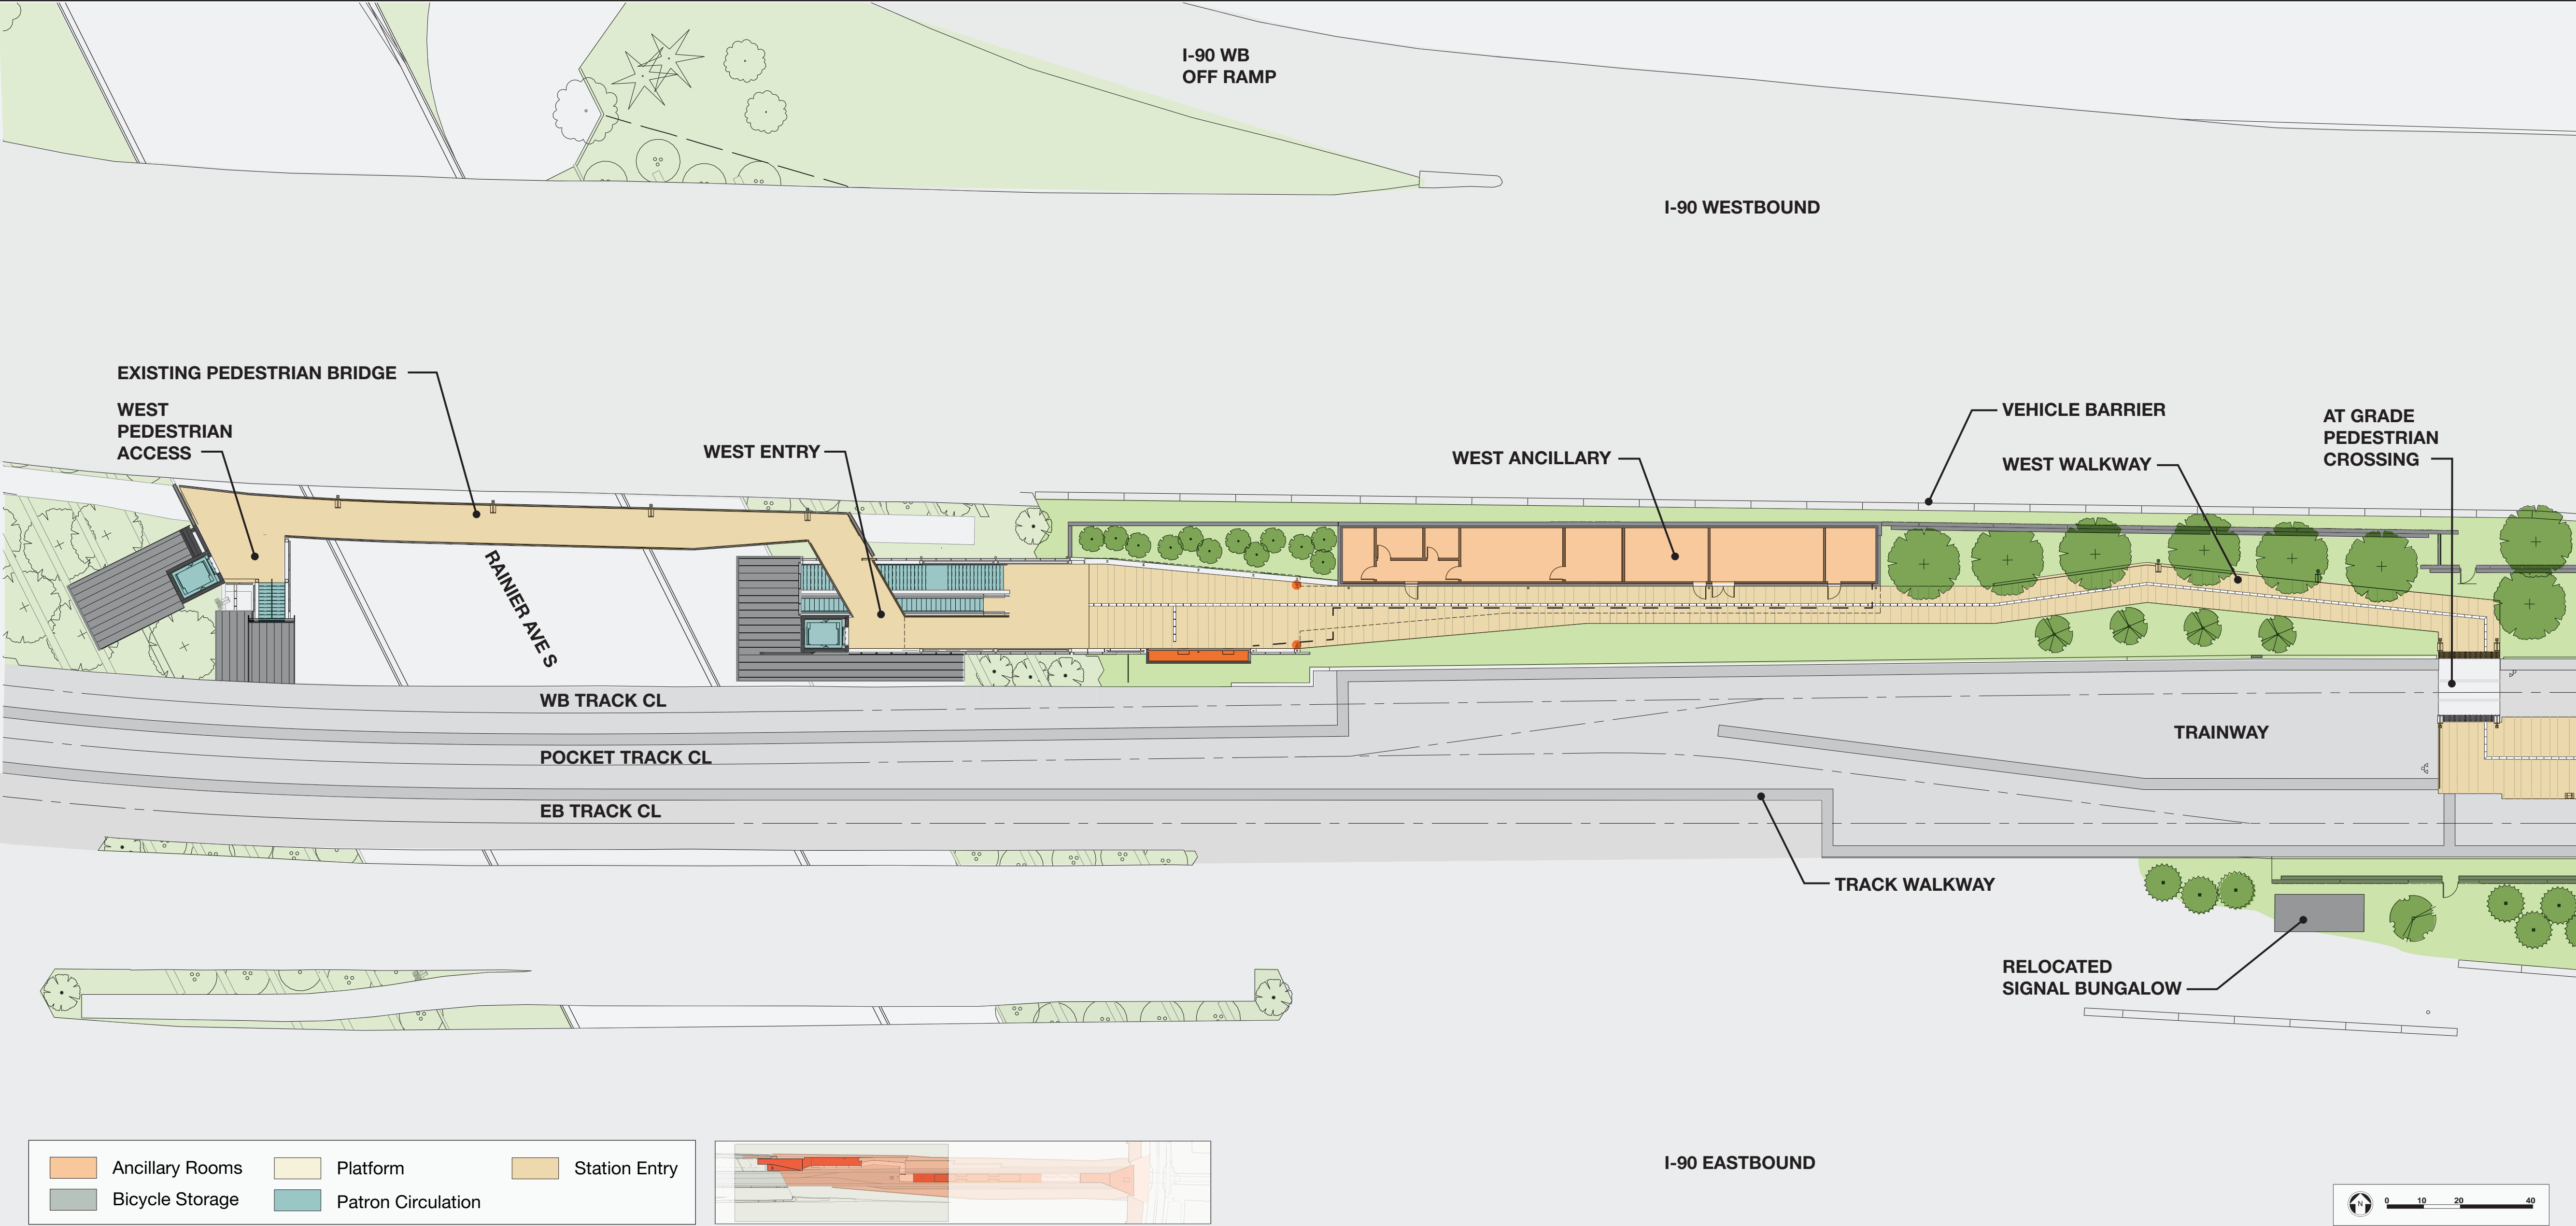 I-90 WB
OFF RAMP
I-90 WESTBOUND
EXISTING PEDESTRIAN BRIDGE
WEST
PEDESTRIAN
ACCESS
WEST ENTRY
WEST ANCILLARY
VEHICLE BARRIER
WEST WALKWAY
AT GRADE
PEDESTRIAN
CROSSING
RAINIER AVE S
WB TRACK CL
POCKET TRACK CL
EB TRACK CL
TRAINWAY
TRACK WALKWAY
RELOCATED
SIGNAL BUNGALOW
I-90 EASTBOUND
Ancillary Rooms
Platform
Station Entry
Bicycle Storage
Patron Circulation
N
0 10 20 40